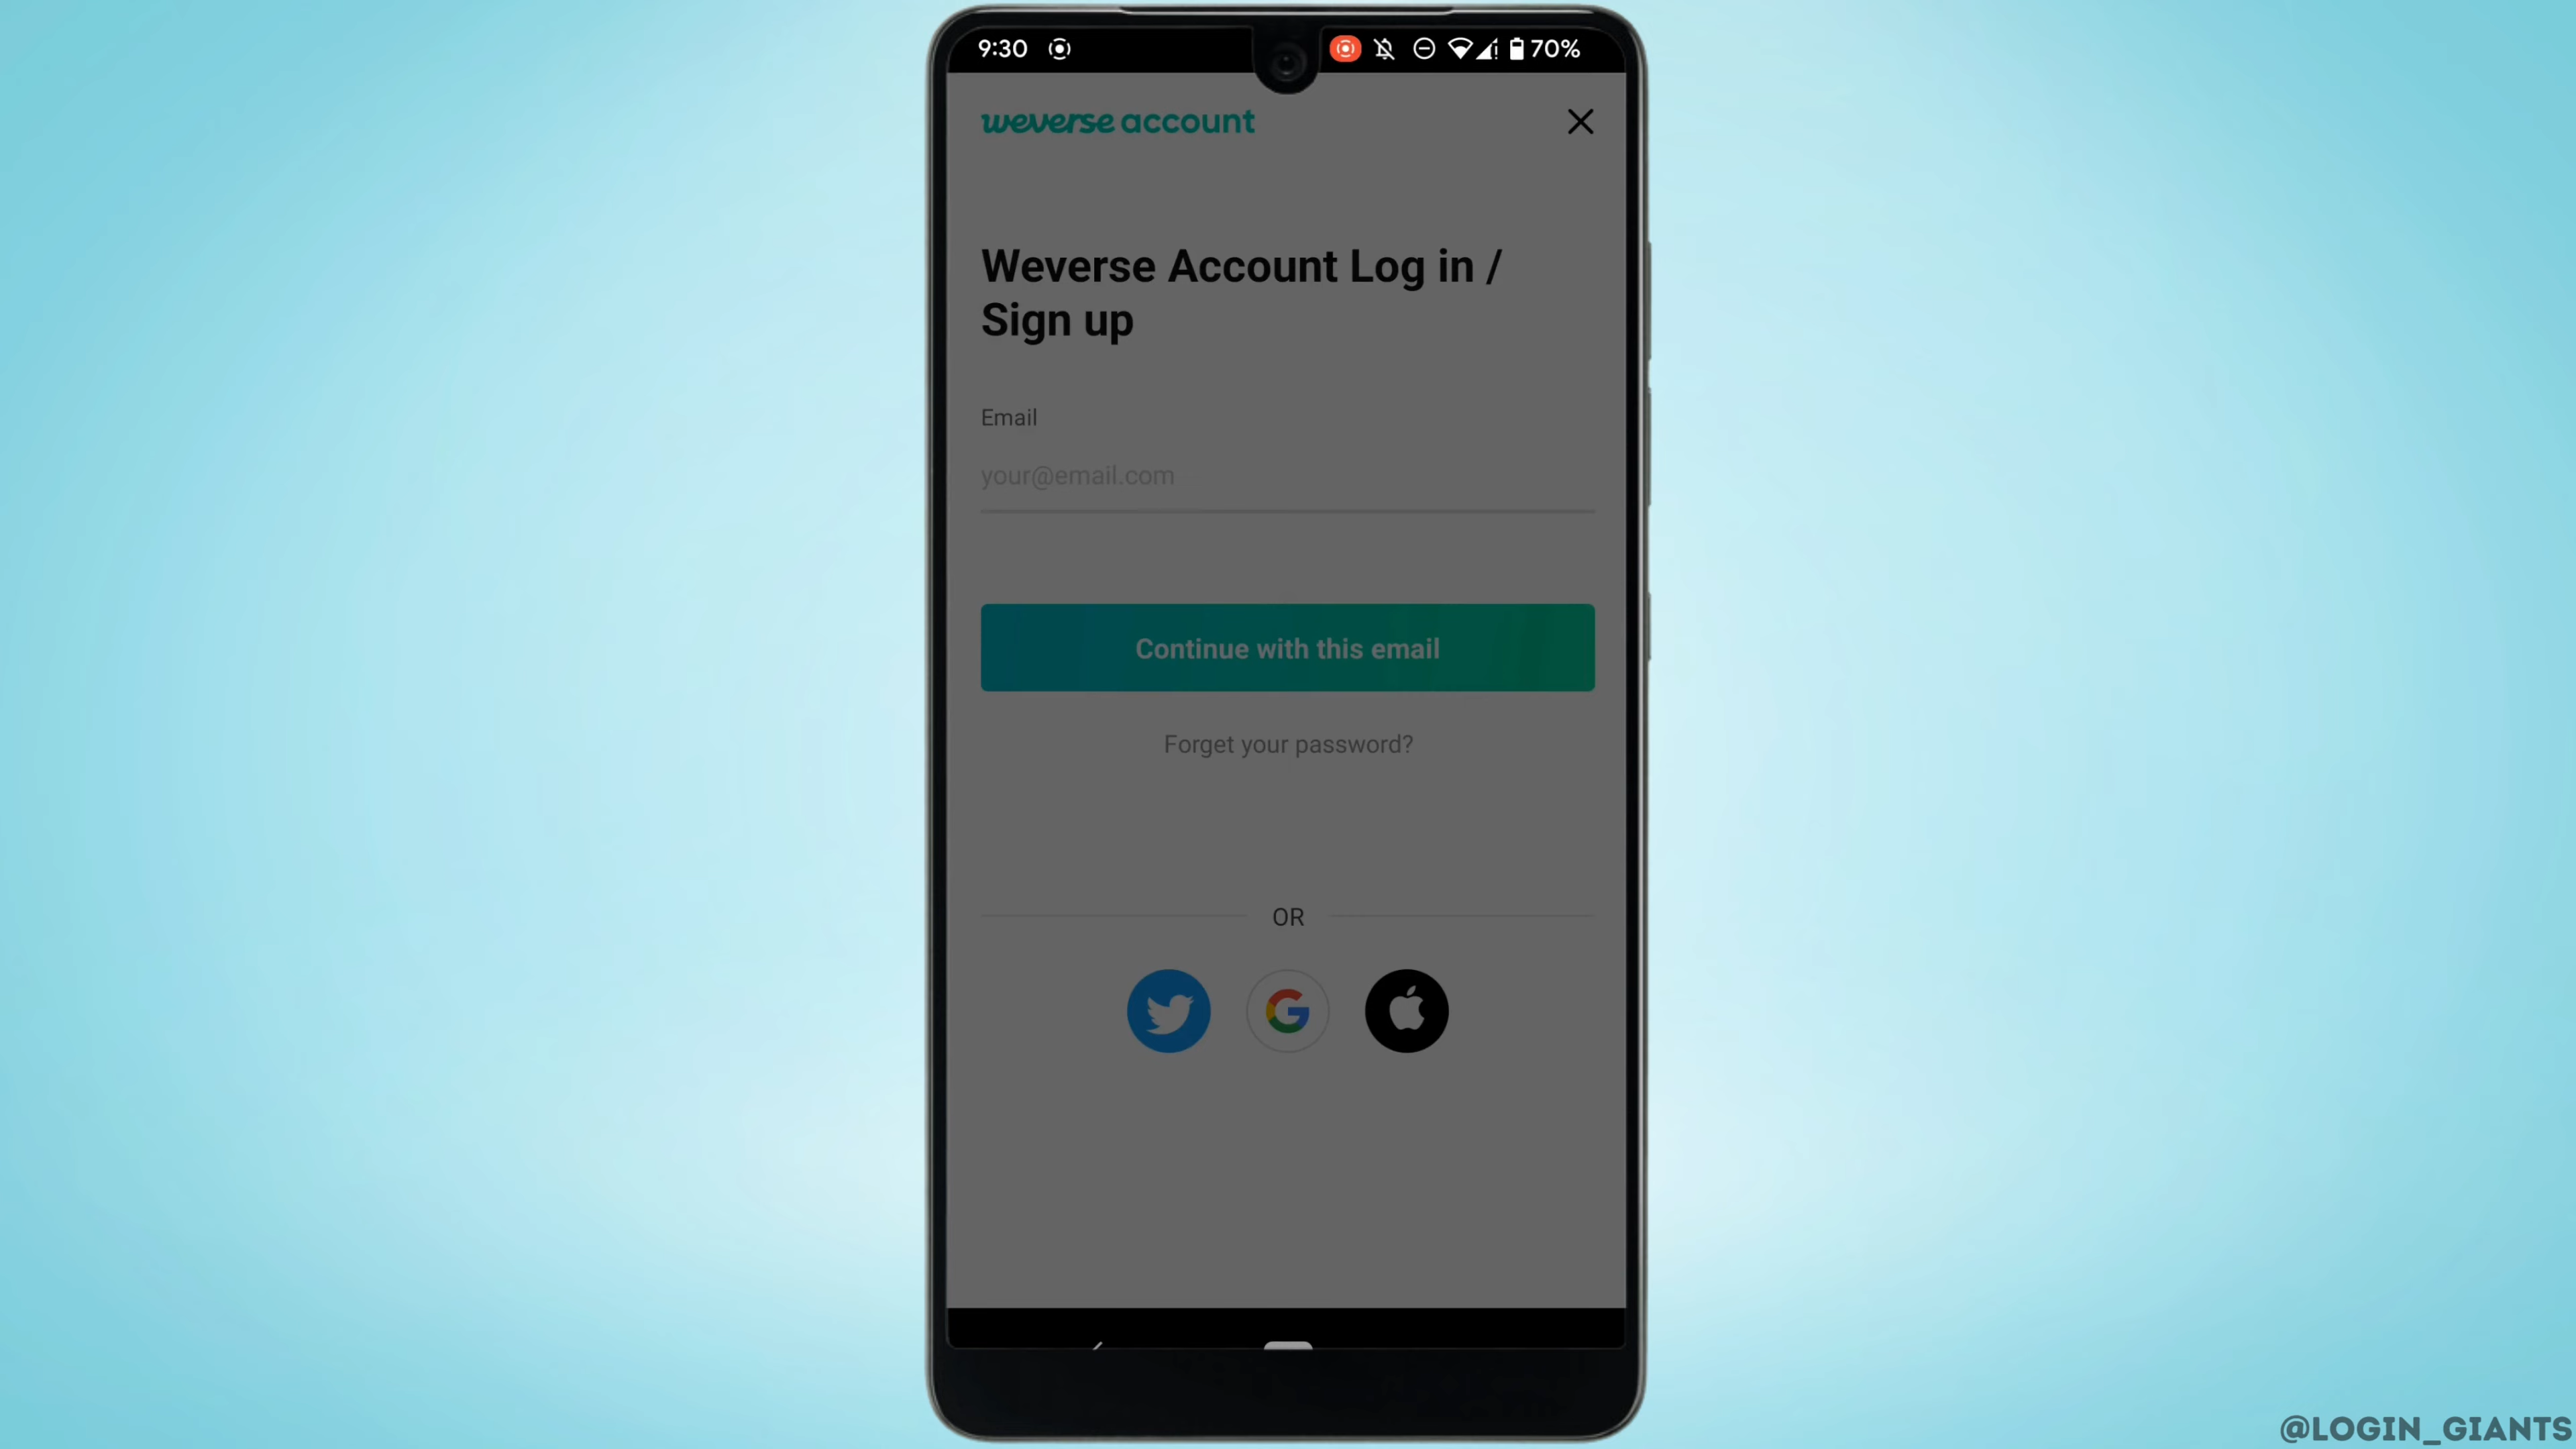 9:30
70%
weverse account
Weverse Account Log in /
Sign up
Email
your@email.com
Continue with this email
Forget your password?
OR
@LOGIN_GIANTS